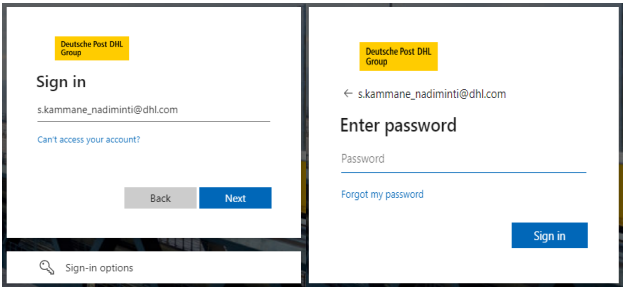 Deutsche Post DHL
Group
Sign in
s.kammane_nadiminti@dhl.com
Can't access your account?
Back
Next
Sign-in options
Deutsche Post DHL
Group
← s.kammane_nadiminti@dhl.com
Enter password
Password
Forgot my password
Sign in